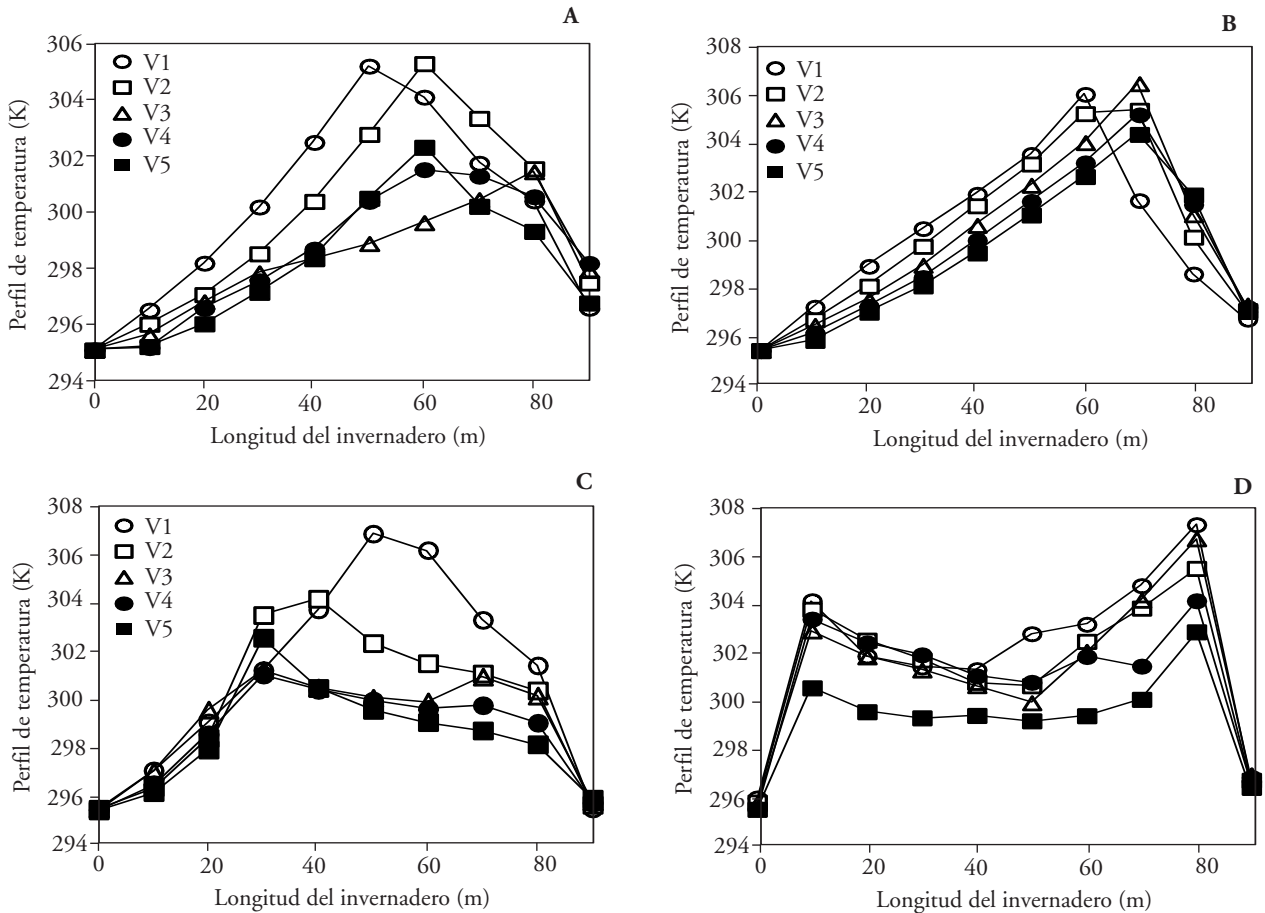 A
306
304
302
300
298
296
294
0
20
40
60
80
Perfil de temperatura (K)
Longitud del invernadero (m)
V1
V2
V3
V4
V5
B
308
306
304
302
300
298
296
294
0
20
40
60
80
Perfil de temperatura (K)
Longitud del invernadero (m)
V1
V2
V3
V4
V5
C
308
306
304
302
300
298
296
294
0
20
40
60
80
Perfil de temperatura (K)
Longitud del invernadero (m)
V1
V2
V3
V4
V5
D
308
306
304
302
300
298
296
294
0
20
40
60
80
Perfil de temperatura (K)
Longitud del invernadero (m)